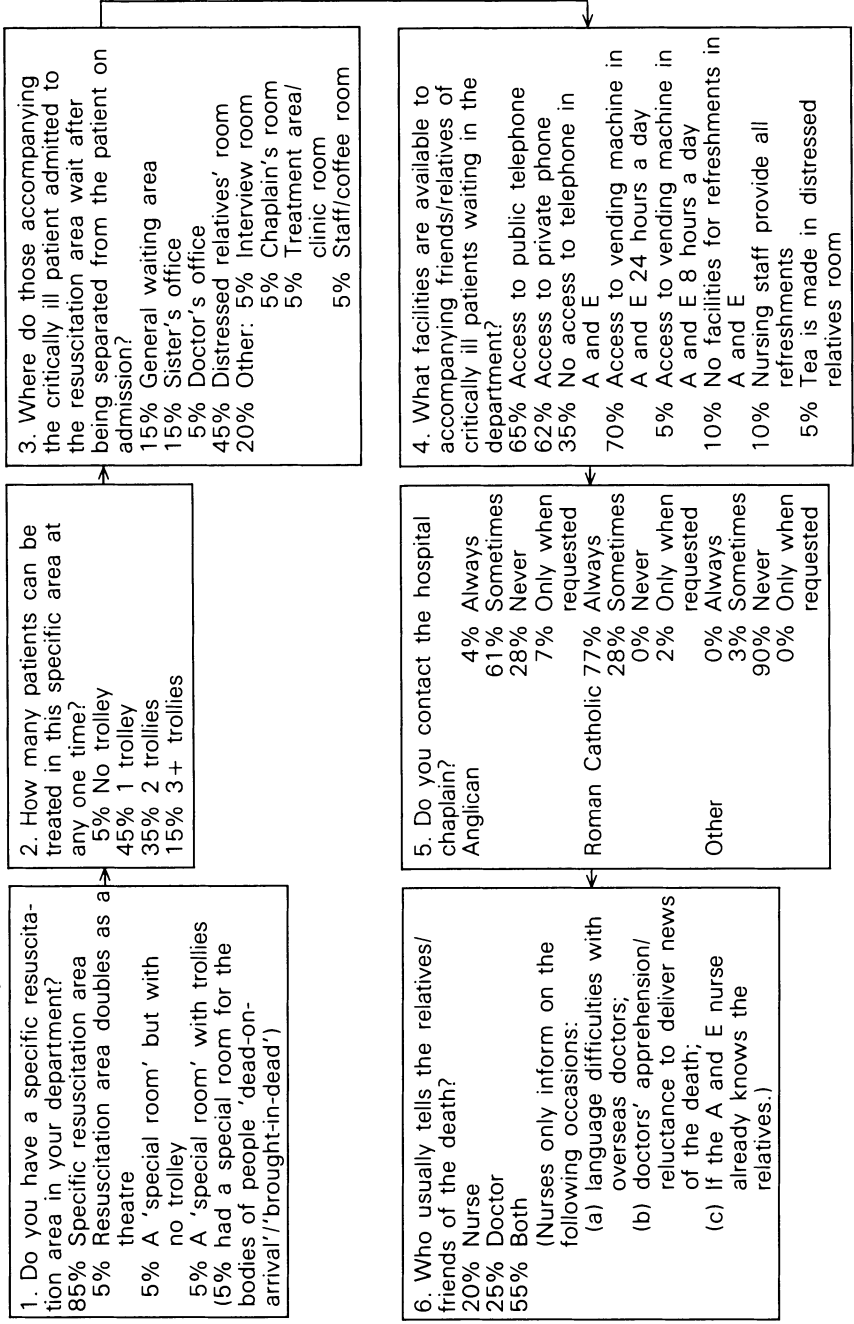 1. Do you have a specific resuscita-
tion area in your department?
85% Specific resuscitation area
5% Resuscitation area doubles as a
theatre
5% A ‘special room’ but with
no trolley
5% A ‘special room’ with trollies
(5% had a special room for the
bodies of people ‘dead-on-
arrival’/‘brought-in-dead’)
2. How many patients can be
treated in this specific area at
any one time?
5% No trolley
45% 1 trolley
35% 2 trollies
15% 3+ trollies
3. Where do those accompanying
the critically ill patient admitted to
the resuscitation area wait after
being separated from the patient on
admission?
15% General waiting area
15% Sister’s office
5% Doctor’s office
45% Distressed relatives’ room
20% Other: 5% Interview room
5% Chaplain’s room
5% Treatment area/
clinic room
5% Staff/coffee room
4. What facilities are available to
accompanying friends/relatives of
critically ill patients waiting in the
department?
65% Access to public telephone
62% Access to private phone
35% No access to telephone in
A and E
70% Access to vending machine in
A and E 24 hours a day
5% Access to vending machine in
A and E 8 hours a day
10% No facilities for refreshments in
A and E
10% Nursing staff provide all
refreshments
5% Tea is made in distressed
relatives room
5. Do you contact the hospital
chaplain?
Anglican 4% Always
61% Sometimes
28% Never
7% Only when
requested
Roman Catholic 77% Always
28% Sometimes
0% Never
2% Only when
requested
Other 0% Always
3% Sometimes
90% Never
0% Only when
requested
6. Who usually tells the relatives/
friends of the death?
20% Nurse
25% Doctor
55% Both
(Nurses only inform on the
following occasions:
(a) language difficulties with
overseas doctors;
(b) doctors’ apprehension/
reluctance to deliver news
of the death;
(c) If the A and E nurse
already knows the
relatives.)